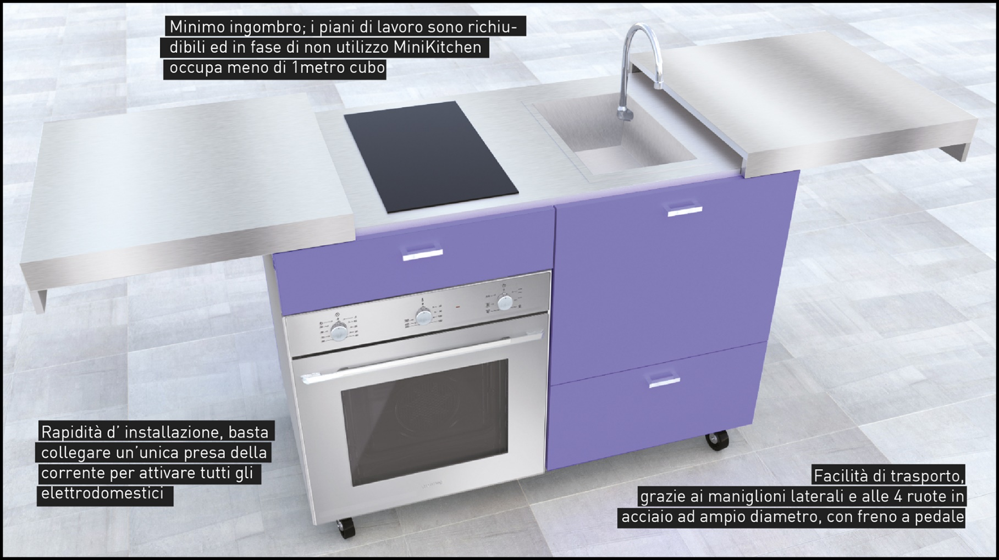 Minimo ingombro; i piani di lavoro sono richiu-
dibili ed in fase di non utilizzo MiniKitchen
occupa meno di 1metro cubo
Rapidità d' installazione, basta
collegare un'unica presa della
corrente per attivare tutti gli
elettrodomestici
Facilità di trasporto,
grazie ai maniglioni laterali e alle 4 ruote in
acciaio ad ampio diametro, con freno a pedale